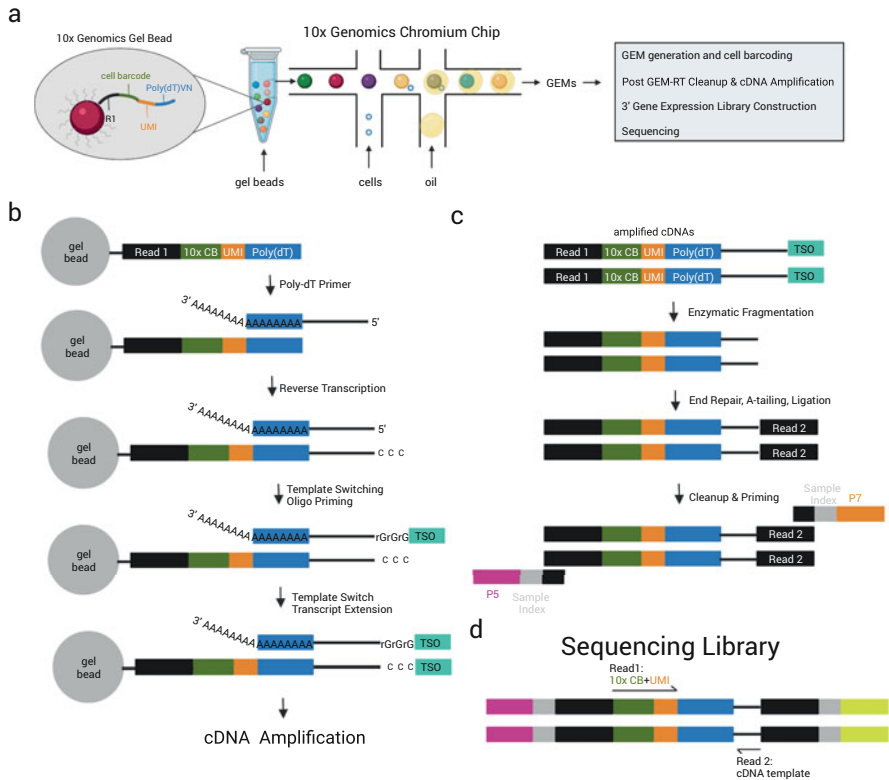 a
10x Genomics Gel Bead
cell barcode
Poly(dT)VN
R1
UMI
10x Genomics Chromium Chip
gel beads
cells
oil
GEMs
GEM generation and cell barcoding
Post GEM-RT Cleanup & cDNA Amplification
3' Gene Expression Library Construction
Sequencing
b
gel bead
Read 1 10x CB UMI Poly(dT)
Poly-dT Primer
3' AAAAAAAA AAAAAAAA 5'
gel bead
Reverse Transcription
3' AAAAAAAA AAAAAAAA 5'
gel bead
C C C
Template Switching
Oligo Priming
3' AAAAAAAA AAAAAAAA rGrGrG TSO
gel bead
C C C
Template Switch
Transcript Extension
3' AAAAAAAA AAAAAAAA rGrGrG TSO
gel bead
C C C TSO
cDNA Amplification
c
amplified cDNAs
Read 1 10x CB UMI Poly(dT) TSO
Read 1 10x CB UMI Poly(dT) TSO
Enzymatic Fragmentation
End Repair, A-tailing, Ligation
Read 2
Read 2
Cleanup & Priming
Sample
Index
P7
Read 2
Read 2
P5
Sample
Index
d
Sequencing Library
Read1:
10x CB+UMI
Read 2:
cDNA template